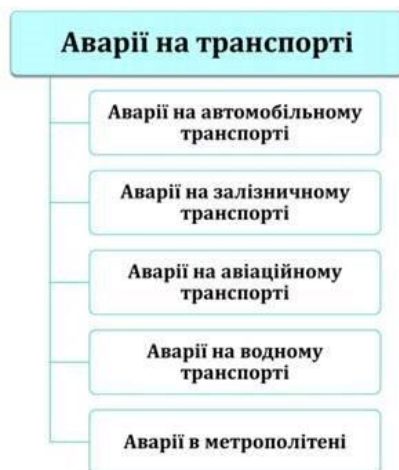 Аварії на транспорті
Аварії на автомобільному
транспорті
Аварії на залізничному
транспорті
Аварії на авіаційному
транспорті
Аварії на водному
транспорті
Аварії в метрополітені